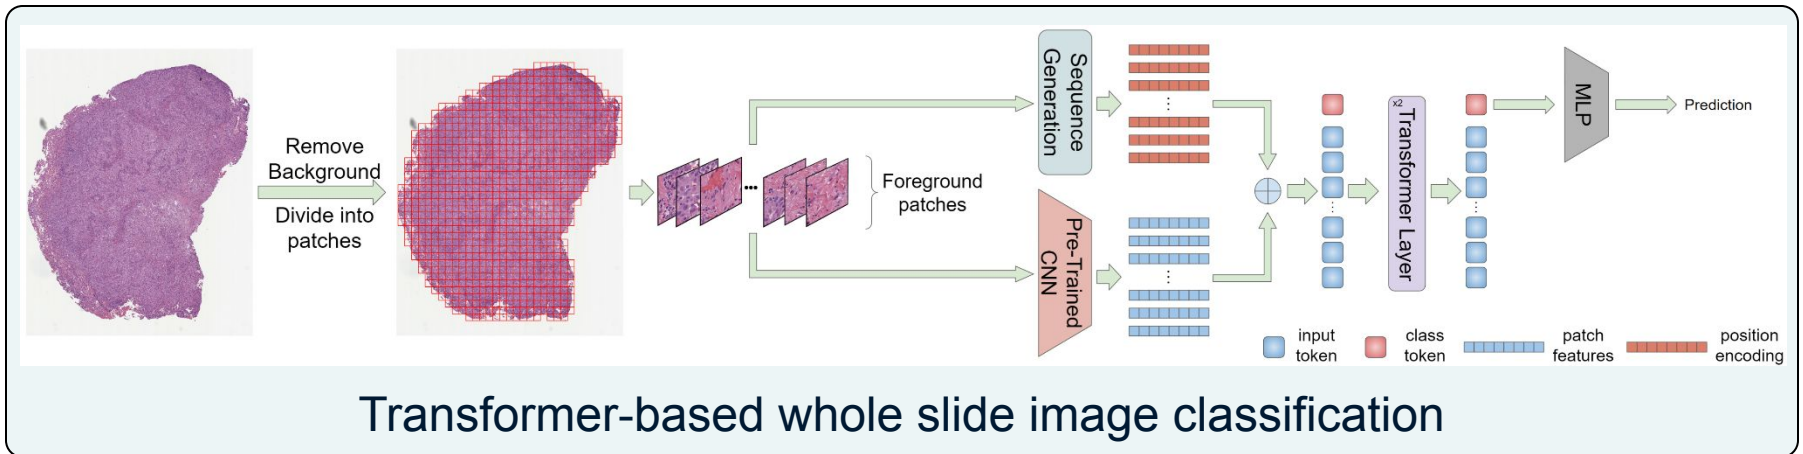 Remove
Background
Divide into
patches
...
Foreground
patches
Sequence
Generation
Pre-Trained
CNN
x2
Transformer Layer
MLP
Prediction
input
token
class
token
patch
features
position
encoding
Transformer-based whole slide image classification